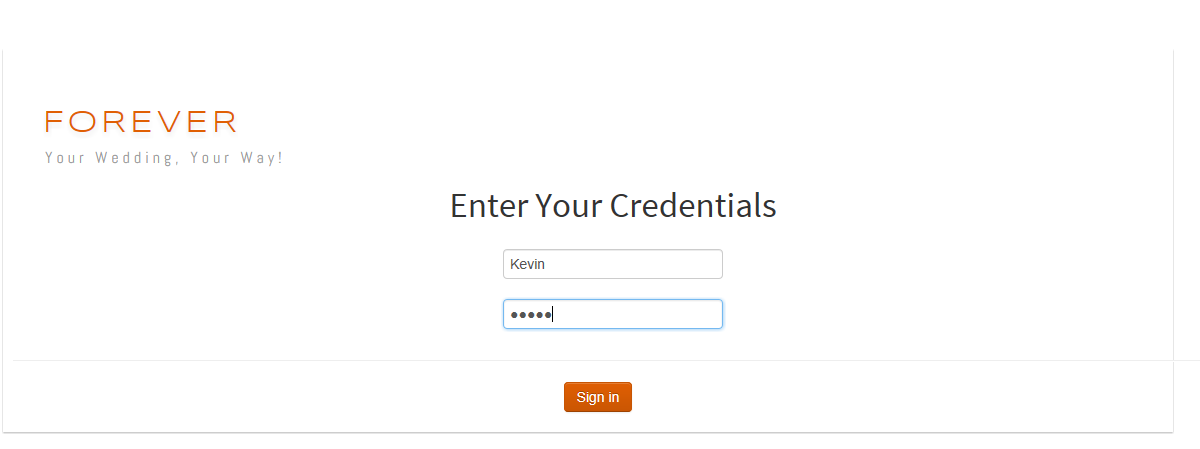 FOREVER
Your Wedding, Your Way!
Enter Your Credentials
Kevin
•••••
Sign in